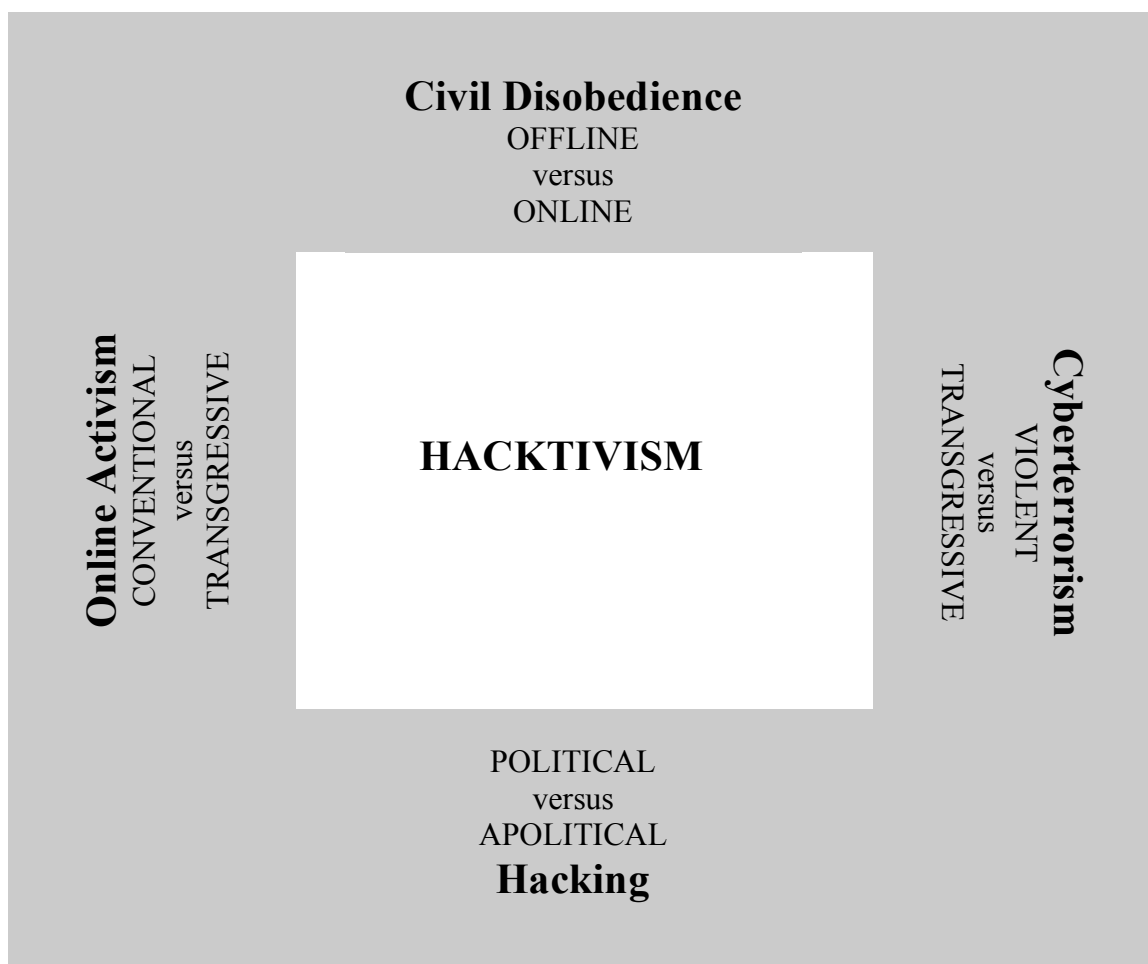 Civil Disobedience
OFFLINE
versus
ONLINE
Online Activism
CONVENTIONAL
versus
TRANSGRESSIVE
HACKTIVISM
Cyberterrorism
VIOLENT
versus
TRANSGRESSIVE
POLITICAL
versus
APOLITICAL
Hacking